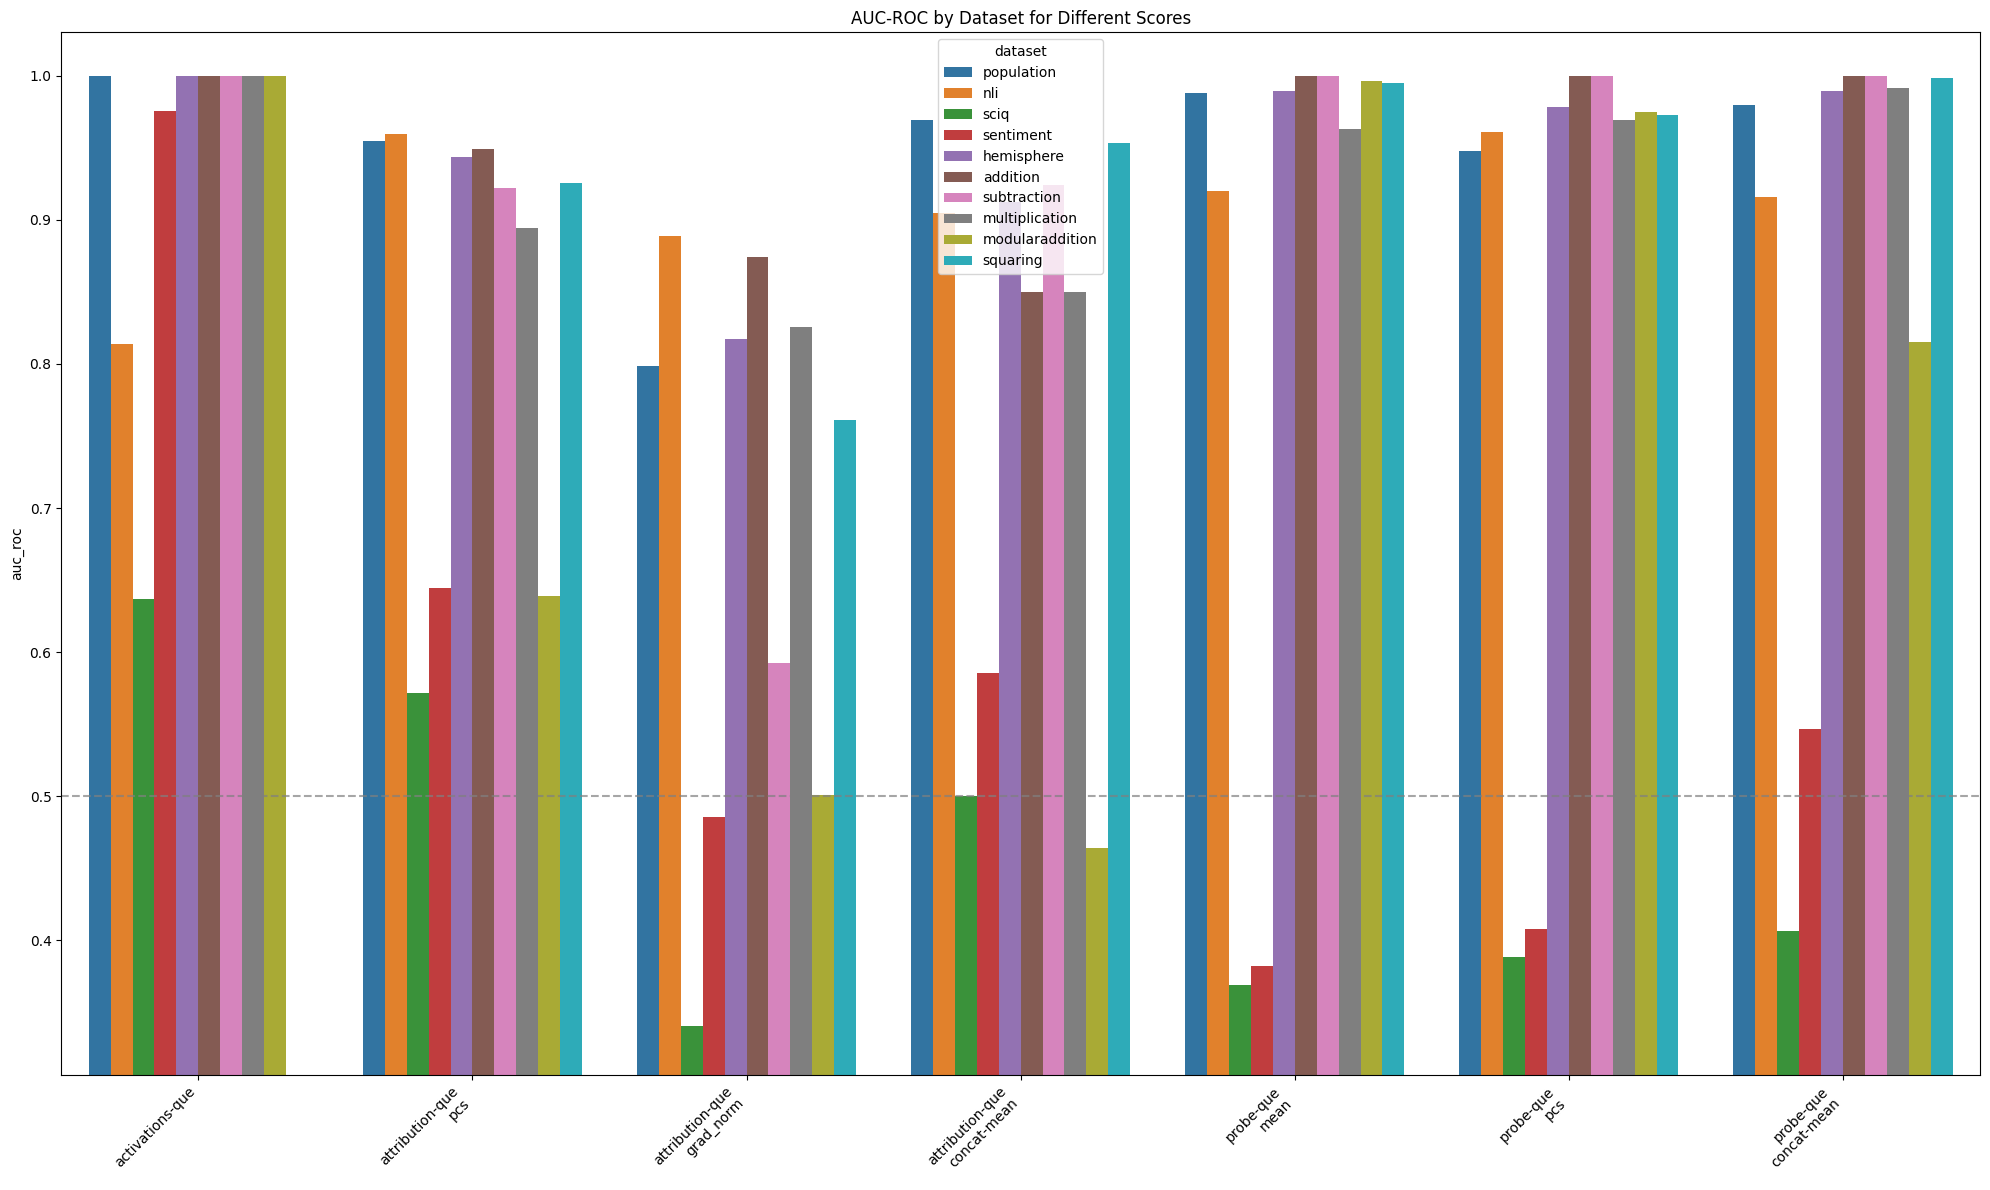 AUC-ROC by Dataset for Different Scores
dataset
population
nli
sciq
sentiment
hemisphere
addition
subtraction
multiplication
modularaddition
squaring
auc_roc
1.0
0.9
0.8
0.7
0.6
0.5
0.4
activations-que
attribution-que
pcs
attribution-que
grad_norm
attribution-que
concat-mean
probe-que
mean
probe-que
pcs
probe-que
concat-mean